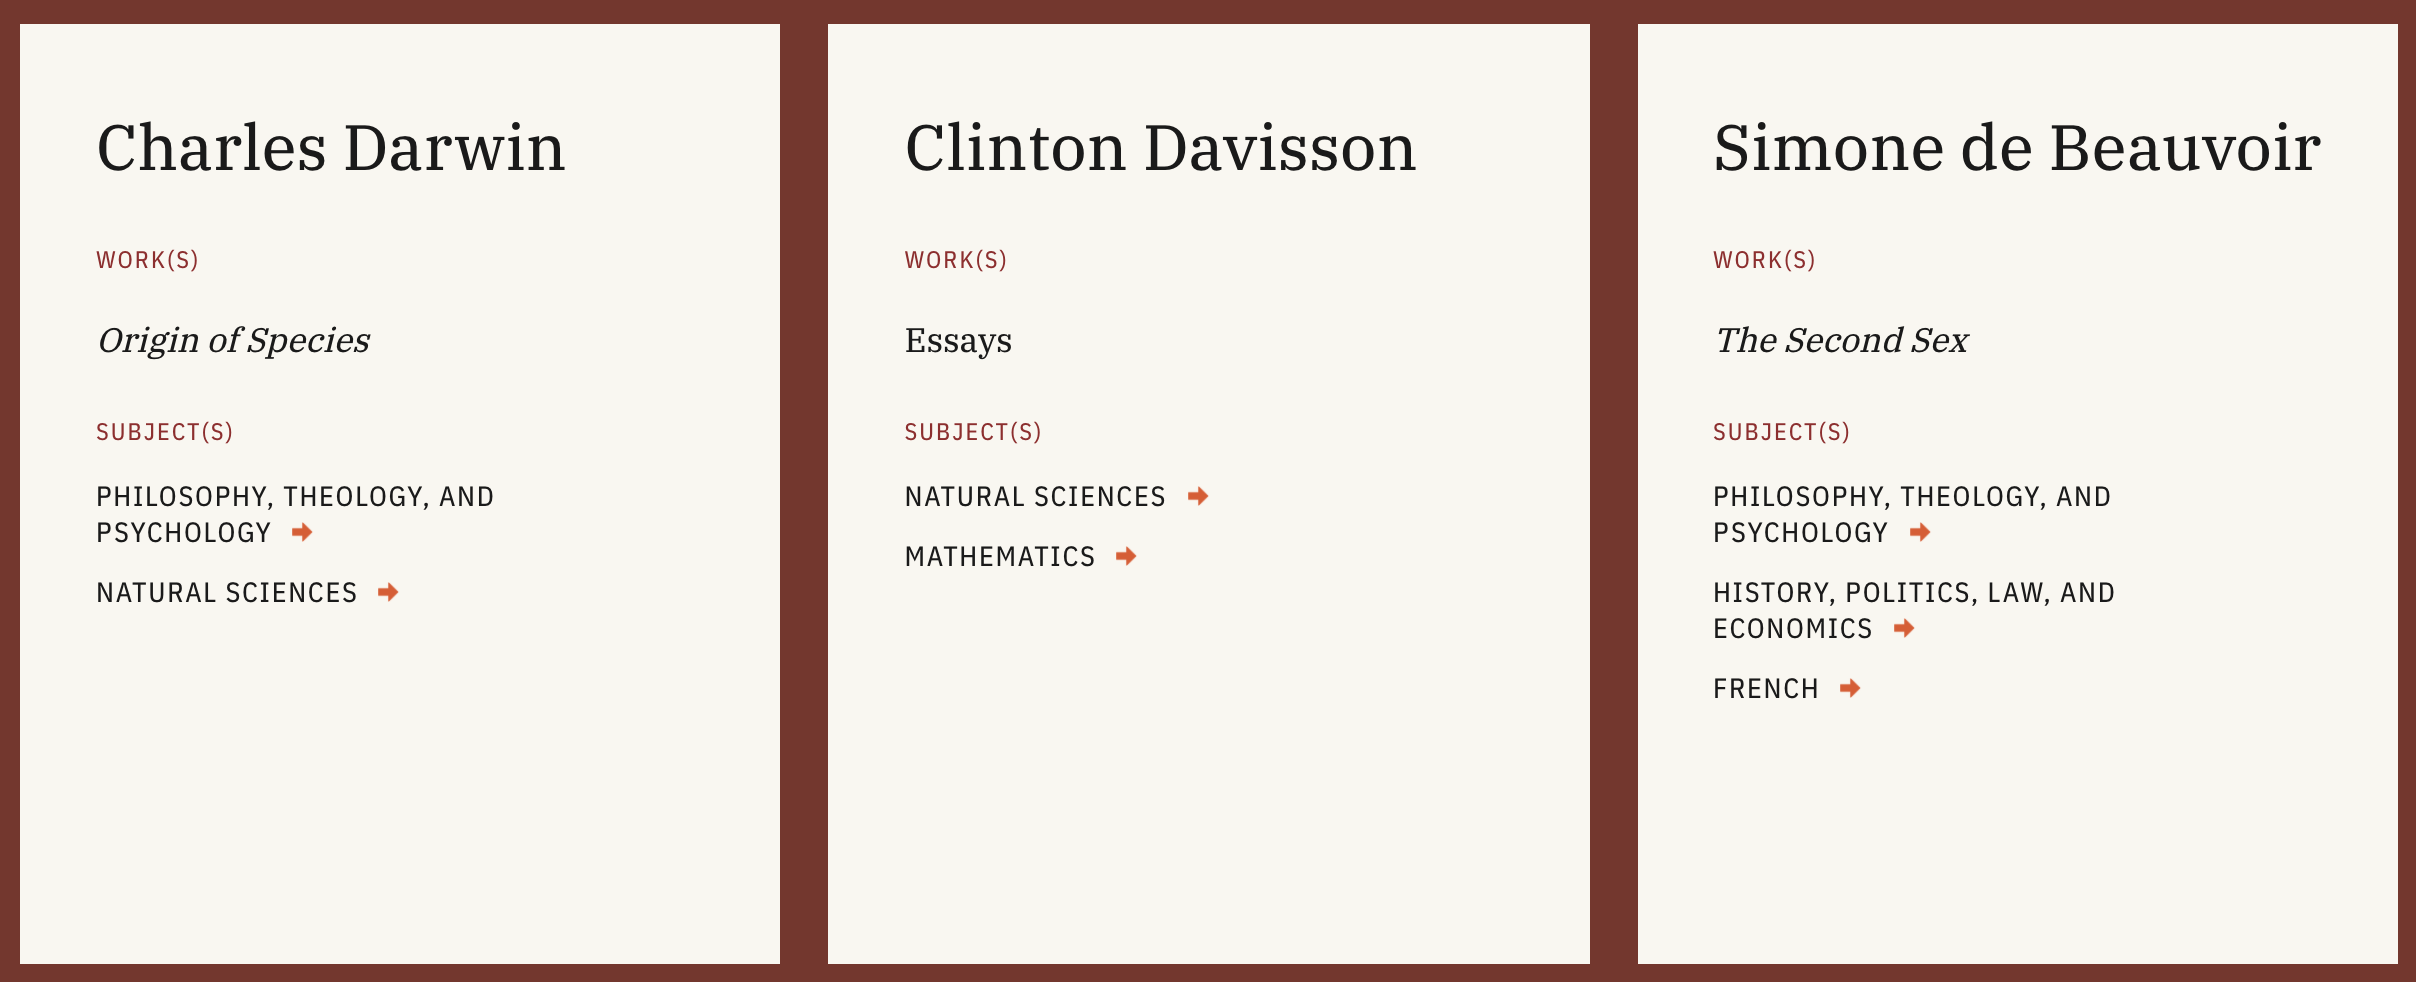 Charles Darwin
WORK(S)
Origin of Species
SUBJECT(S)
PHILOSOPHY, THEOLOGY, AND
PSYCHOLOGY
NATURAL SCIENCES
Clinton Davisson
WORK(S)
Essays
SUBJECT(S)
NATURAL SCIENCES
MATHEMATICS
Simone de Beauvoir
WORK(S)
The Second Sex
SUBJECT(S)
PHILOSOPHY, THEOLOGY, AND
PSYCHOLOGY
HISTORY, POLITICS, LAW, AND
ECONOMICS
FRENCH